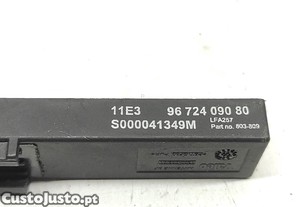 11E3 96 724 090 80
S000041349M LFA257
Part no. 803-809
CustoJusto.pt